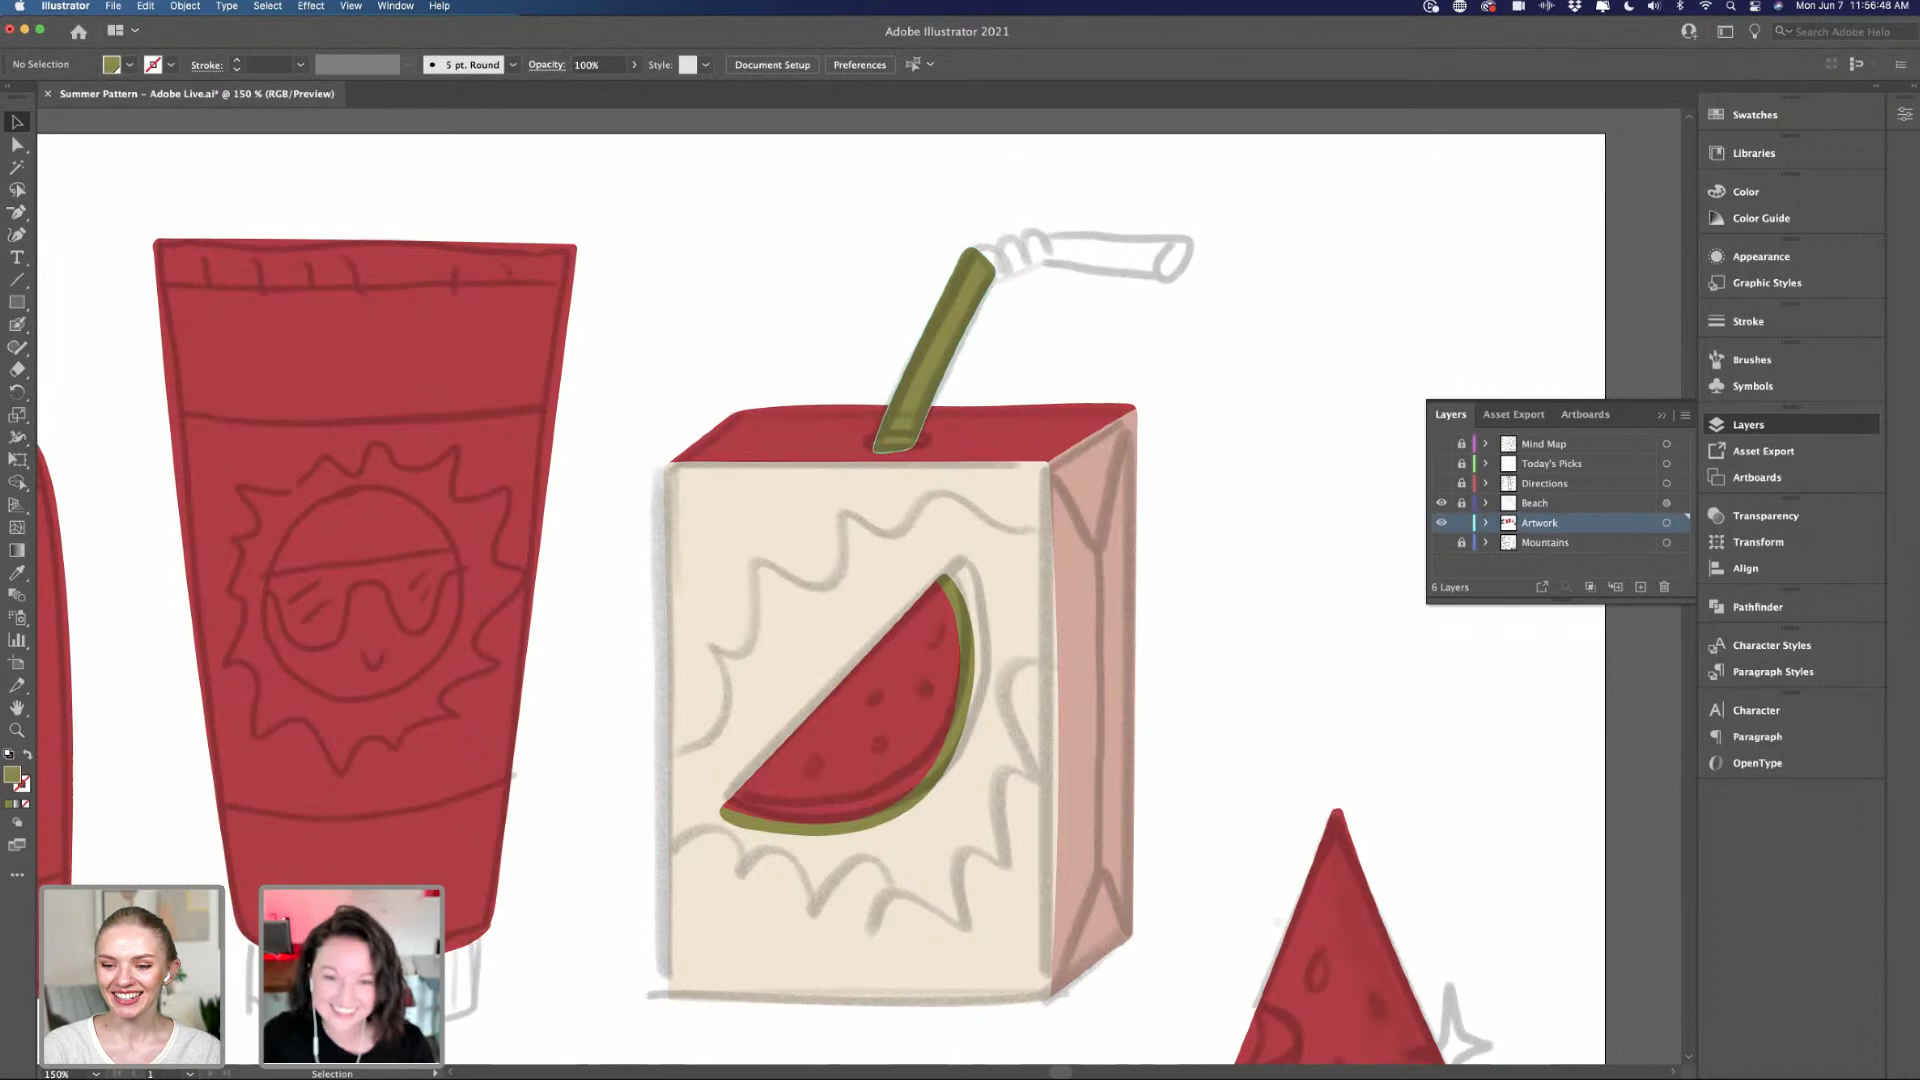 Illustrator File Edit Object Type Select Effect View Window Help
Mon Jun 7 11:56:48 AM
Adobe Illustrator 2021
Search Adobe Help
No Selection
Stroke:
5 pt. Round
Opacity: 100%
Style:
Document Setup
Preferences
Summer Pattern – Adobe Live.ai* @ 150 % (RGB/Preview)
Swatches
Libraries
Color
Color Guide
Appearance
Graphic Styles
Stroke
Brushes
Symbols
Layers
Asset Export
Artboards
Transparency
Transform
Align
Pathfinder
Character Styles
Paragraph Styles
Character
Paragraph
OpenType
Layers Asset Export Artboards
Mind Map
Today's Picks
Directions
Beach
Artwork
Mountains
6 Layers
150%
1
Selection